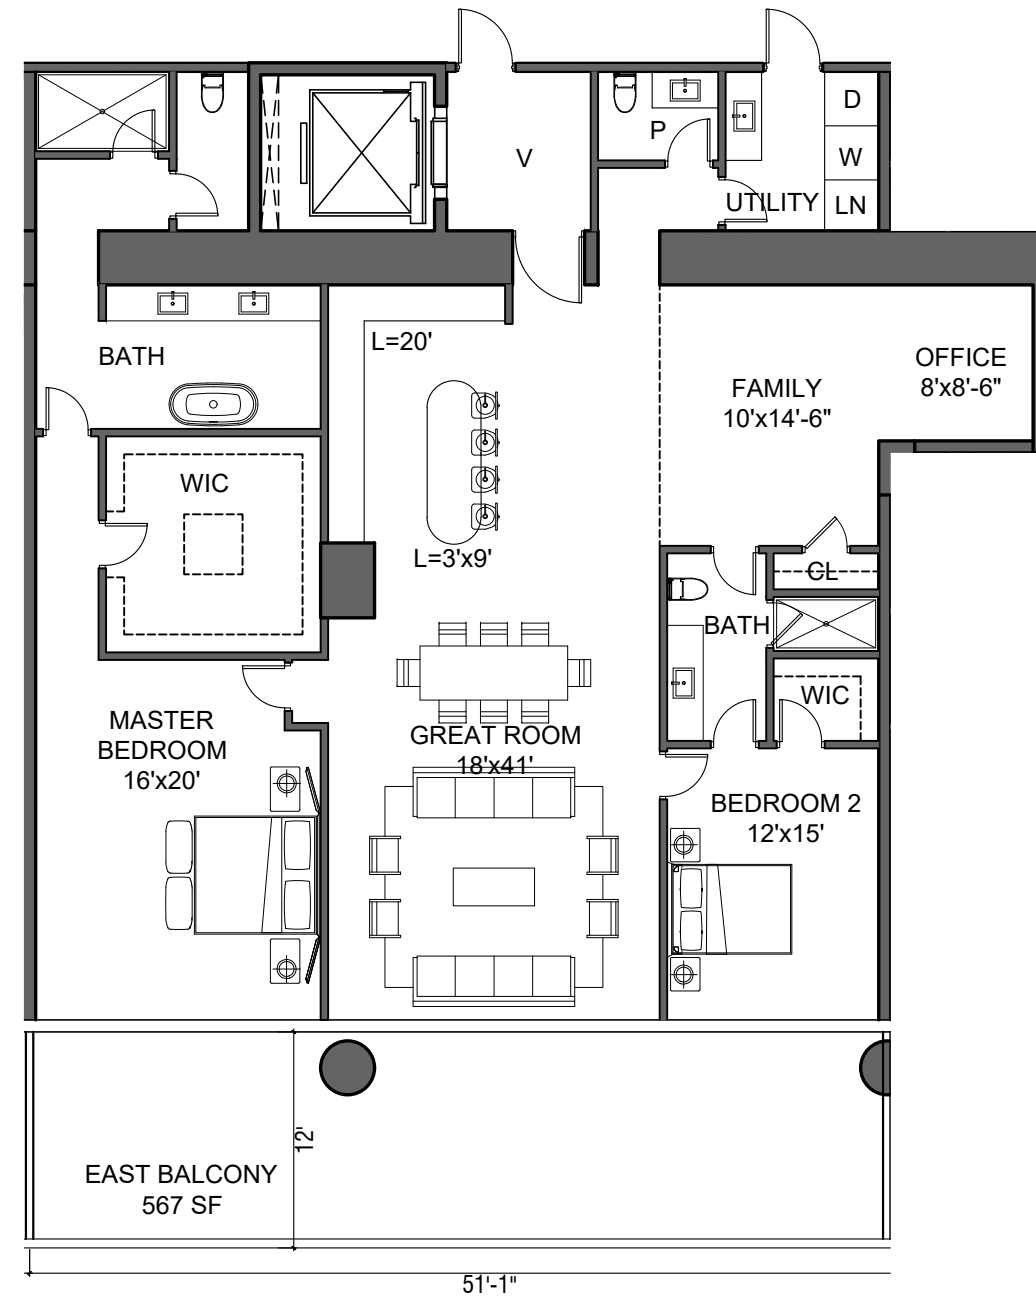 D
P
V
W
UTILITY
LN
L=20'
BATH
OFFICE
8'x8'-6"
FAMILY
10'x14'-6"
WIC
L=3'x9'
CL
BATH
WIC
MASTER
BEDROOM
16'x20'
GREAT ROOM
18'x41'
BEDROOM 2
12'x15'
12'
EAST BALCONY
567 SF
51'-1"